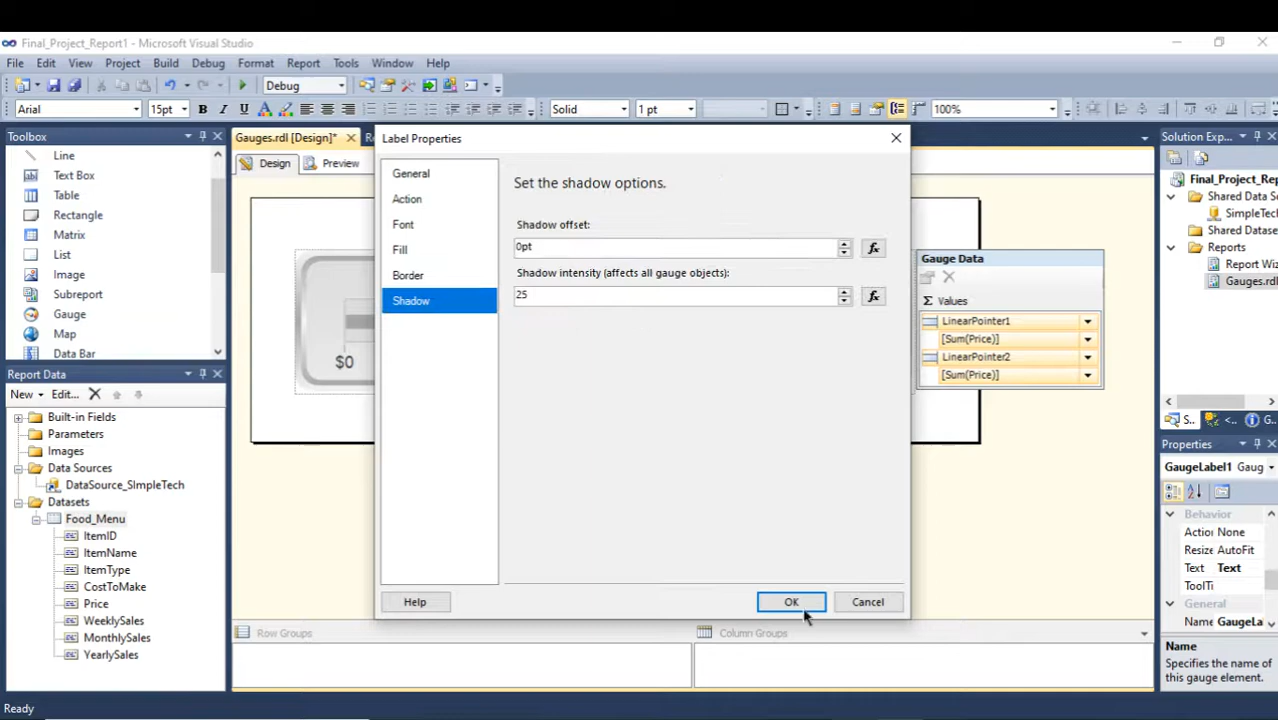 Final_Project_Report1 - Microsoft Visual Studio
File Edit View Project Build Debug Format Report Tools Window Help
Debug
Arial 15pt B I U A Solid 1 pt 100%
Toolbox
Line
Text Box
Table
Rectangle
Matrix
List
Image
Subreport
Gauge
Map
Data Bar
Report Data
New Edit...
Built-in Fields
Parameters
Images
Data Sources
DataSource_SImpleTech
Datasets
Food_Menu
ItemID
ItemName
ItemType
CostToMake
Price
WeeklySales
MonthlySales
YearlySales
Gauges.rdl [Design]*
Design Preview
$0
Label Properties
General
Action
Font
Fill
Border
Shadow
Set the shadow options.
Shadow offset:
0pt
fx
Shadow intensity (affects all gauge objects):
25
fx
Help OK Cancel
Gauge Data
Σ Values
LinearPointer1
[Sum(Price)]
LinearPointer2
[Sum(Price)]
Row Groups Column Groups
Solution Exp...
Final_Project_Rep
Shared Data S
SimpleTec
Shared Datase
Reports
Report Wiz
Gauges.rd
S.. <.. G..
Properties
GaugeLabel1 Gaug
Behavior
Actio None
Resize AutoFit
Text Text
ToolTi
General
Name GaugeLa
Name
Specifies the name of
this gauge element.
Ready